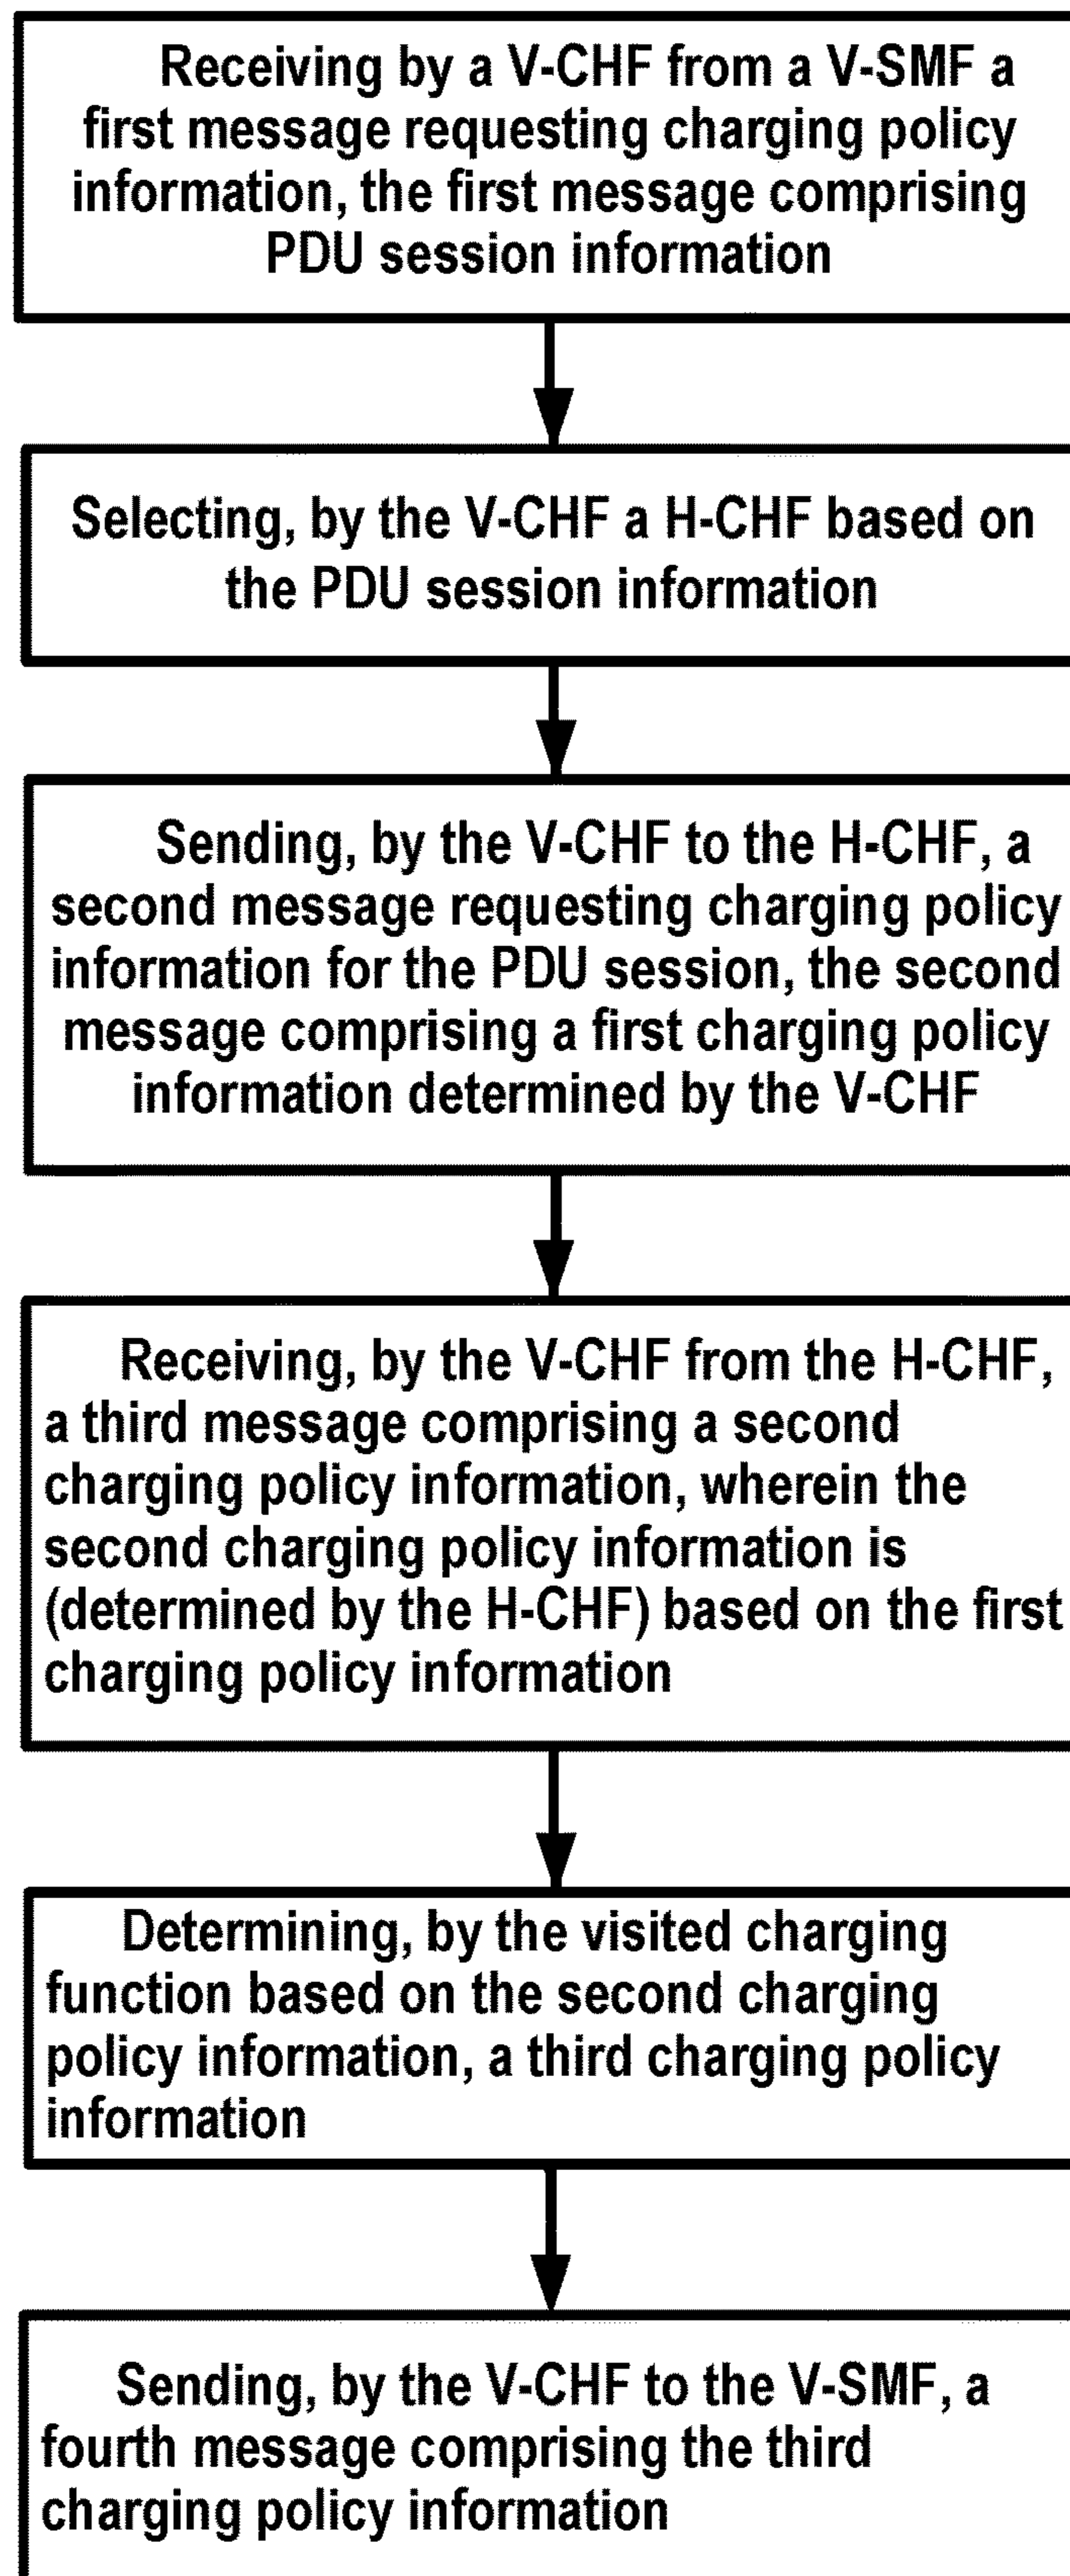 Receiving by a V-CHF from a V-SMF a
first message requesting charging policy
information, the first message comprising
PDU session information
Selecting, by the V-CHF a H-CHF based on
the PDU session information
Sending, by the V-CHF to the H-CHF, a
second message requesting charging policy
information for the PDU session, the second
message comprising a first charging policy
information determined by the V-CHF
Receiving, by the V-CHF from the H-CHF,
a third message comprising a second
charging policy information, wherein the
second charging policy information is
(determined by the H-CHF) based on the first
charging policy information
Determining, by the visited charging
function based on the second charging
policy information, a third charging policy
information
Sending, by the V-CHF to the V-SMF, a
fourth message comprising the third
charging policy information